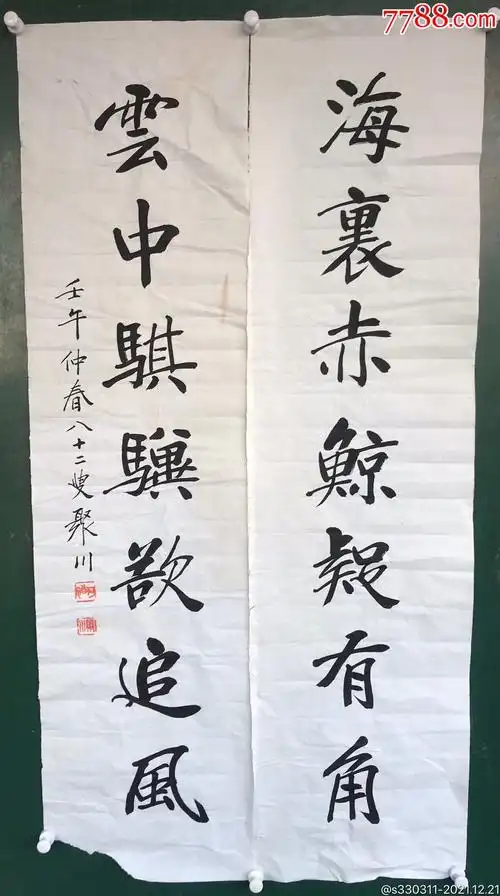 海裏赤鯨疑有角
雲中騏驥欲追風
壬午仲春八十二叟聚川
7788.com
@s330311-2021.12.21